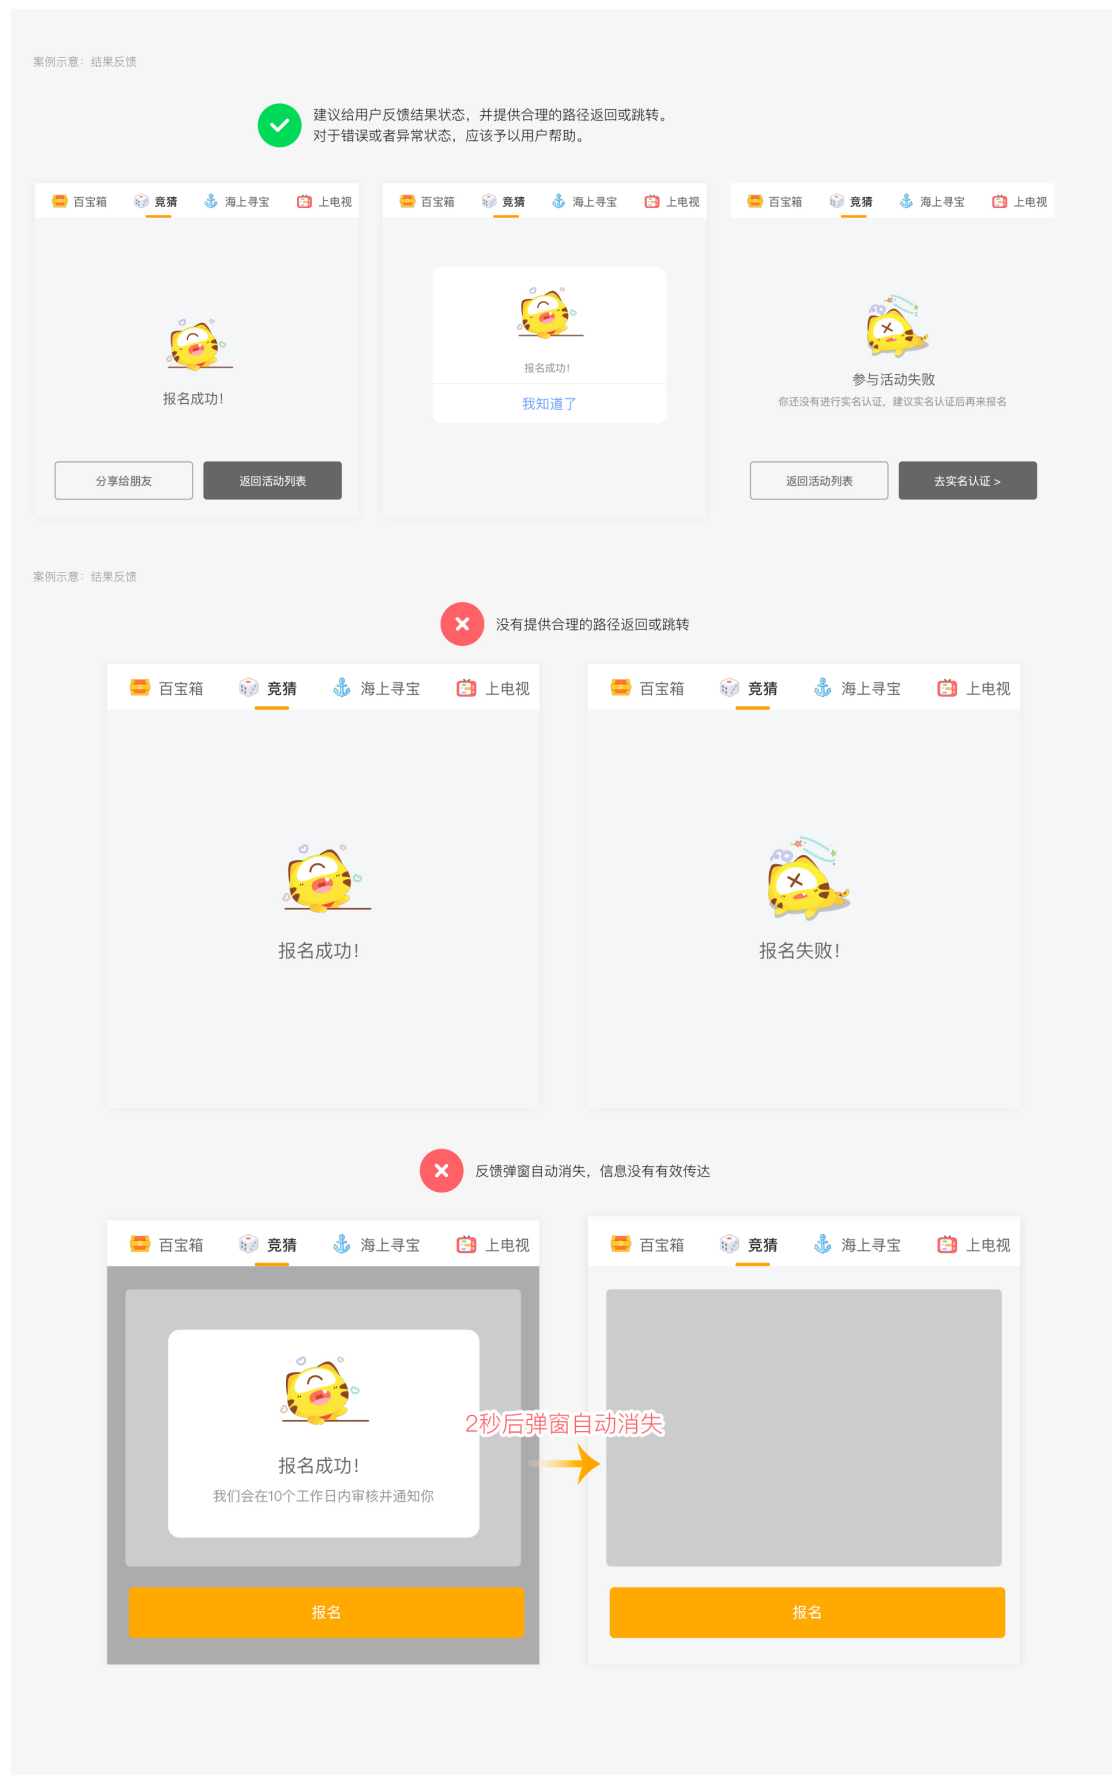 案例示意：结果反馈
建议给用户反馈结果状态，并提供合理的路径返回或跳转。
对于错误或者异常状态，应该予以用户帮助。
百宝箱 竞猜 海上寻宝 上电视
报名成功！
分享给朋友 返回活动列表
百宝箱 竞猜 海上寻宝 上电视
报名成功！
我知道了
百宝箱 竞猜 海上寻宝 上电视
参与活动失败
你还没有进行实名认证，建议实名认证后再来报名
返回活动列表 去实名认证 >
案例示意：结果反馈
没有提供合理的路径返回或跳转
百宝箱 竞猜 海上寻宝 上电视
报名成功！
百宝箱 竞猜 海上寻宝 上电视
报名失败！
反馈弹窗自动消失，信息没有有效传达
百宝箱 竞猜 海上寻宝 上电视
报名成功！
我们会在10个工作日内审核并通知你
报名
2秒后弹窗自动消失
百宝箱 竞猜 海上寻宝 上电视
报名